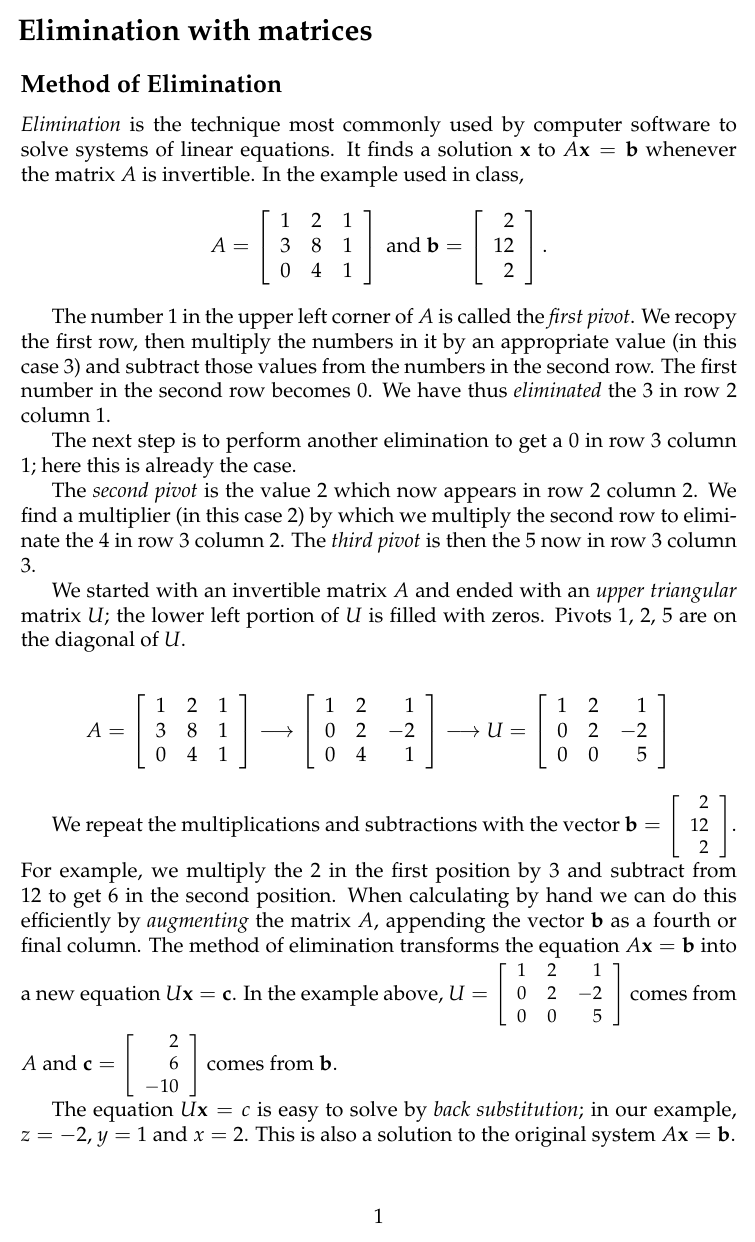 Elimination with matrices
Method of Elimination
Elimination is the technique most commonly used by computer software to
solve systems of linear equations. It finds a solution x to Ax = b whenever
the matrix A is invertible. In the example used in class,
A = [ 1 2 1 ; 3 8 1 ; 0 4 1 ] and b = [ 2 ; 12 ; 2 ] .
The number 1 in the upper left corner of A is called the first pivot. We recopy
the first row, then multiply the numbers in it by an appropriate value (in this
case 3) and subtract those values from the numbers in the second row. The first
number in the second row becomes 0. We have thus eliminated the 3 in row 2
column 1.
The next step is to perform another elimination to get a 0 in row 3 column
1; here this is already the case.
The second pivot is the value 2 which now appears in row 2 column 2. We
find a multiplier (in this case 2) by which we multiply the second row to elimi-
nate the 4 in row 3 column 2. The third pivot is then the 5 now in row 3 column
3.
We started with an invertible matrix A and ended with an upper triangular
matrix U; the lower left portion of U is filled with zeros. Pivots 1, 2, 5 are on
the diagonal of U.
A = [ 1 2 1 ; 3 8 1 ; 0 4 1 ] ⟶ [ 1 2 1 ; 0 2 −2 ; 0 4 1 ] ⟶ U = [ 1 2 1 ; 0 2 −2 ; 0 0 5 ]
We repeat the multiplications and subtractions with the vector b = [ 2 ; 12 ; 2 ].
For example, we multiply the 2 in the first position by 3 and subtract from
12 to get 6 in the second position. When calculating by hand we can do this
efficiently by augmenting the matrix A, appending the vector b as a fourth or
final column. The method of elimination transforms the equation Ax = b into
a new equation Ux = c. In the example above, U = [ 1 2 1 ; 0 2 −2 ; 0 0 5 ] comes from
A and c = [ 2 ; 6 ; −10 ] comes from b.
The equation Ux = c is easy to solve by back substitution; in our example,
z = −2, y = 1 and x = 2. This is also a solution to the original system Ax = b.
1